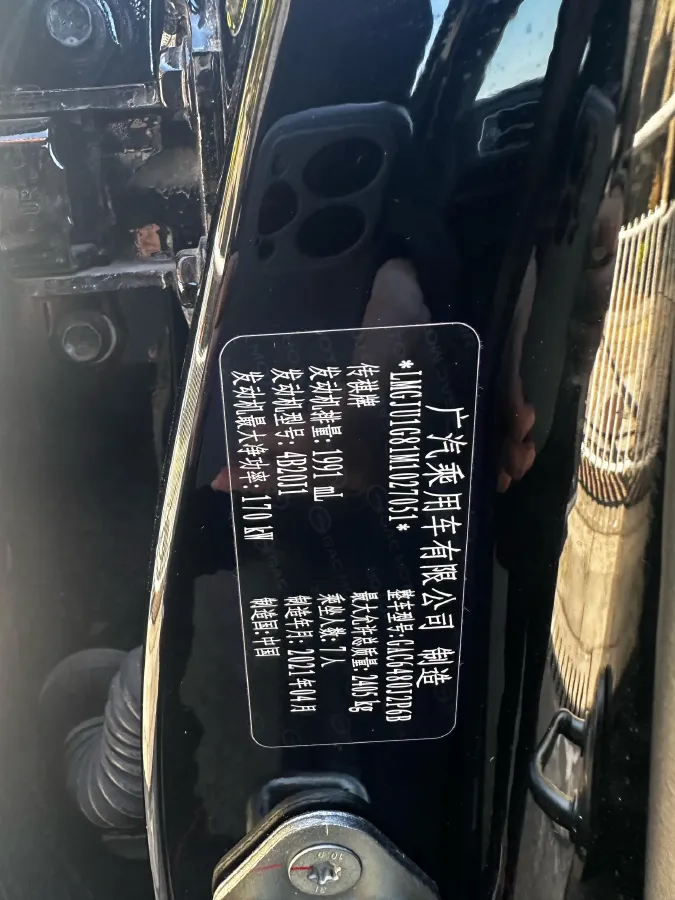 广汽乘用车有限公司 制造
*LMGJU1G81M1027051* 整车型号:GAC6480J2P6B
传祺牌 最大允许总质量:2405 kg
发动机排量: 1991 mL 乘坐人数:7人
发动机型号: 4B20J1 制造年月: 2021年04月
发动机最大净功率: 170 kW 制造国:中国